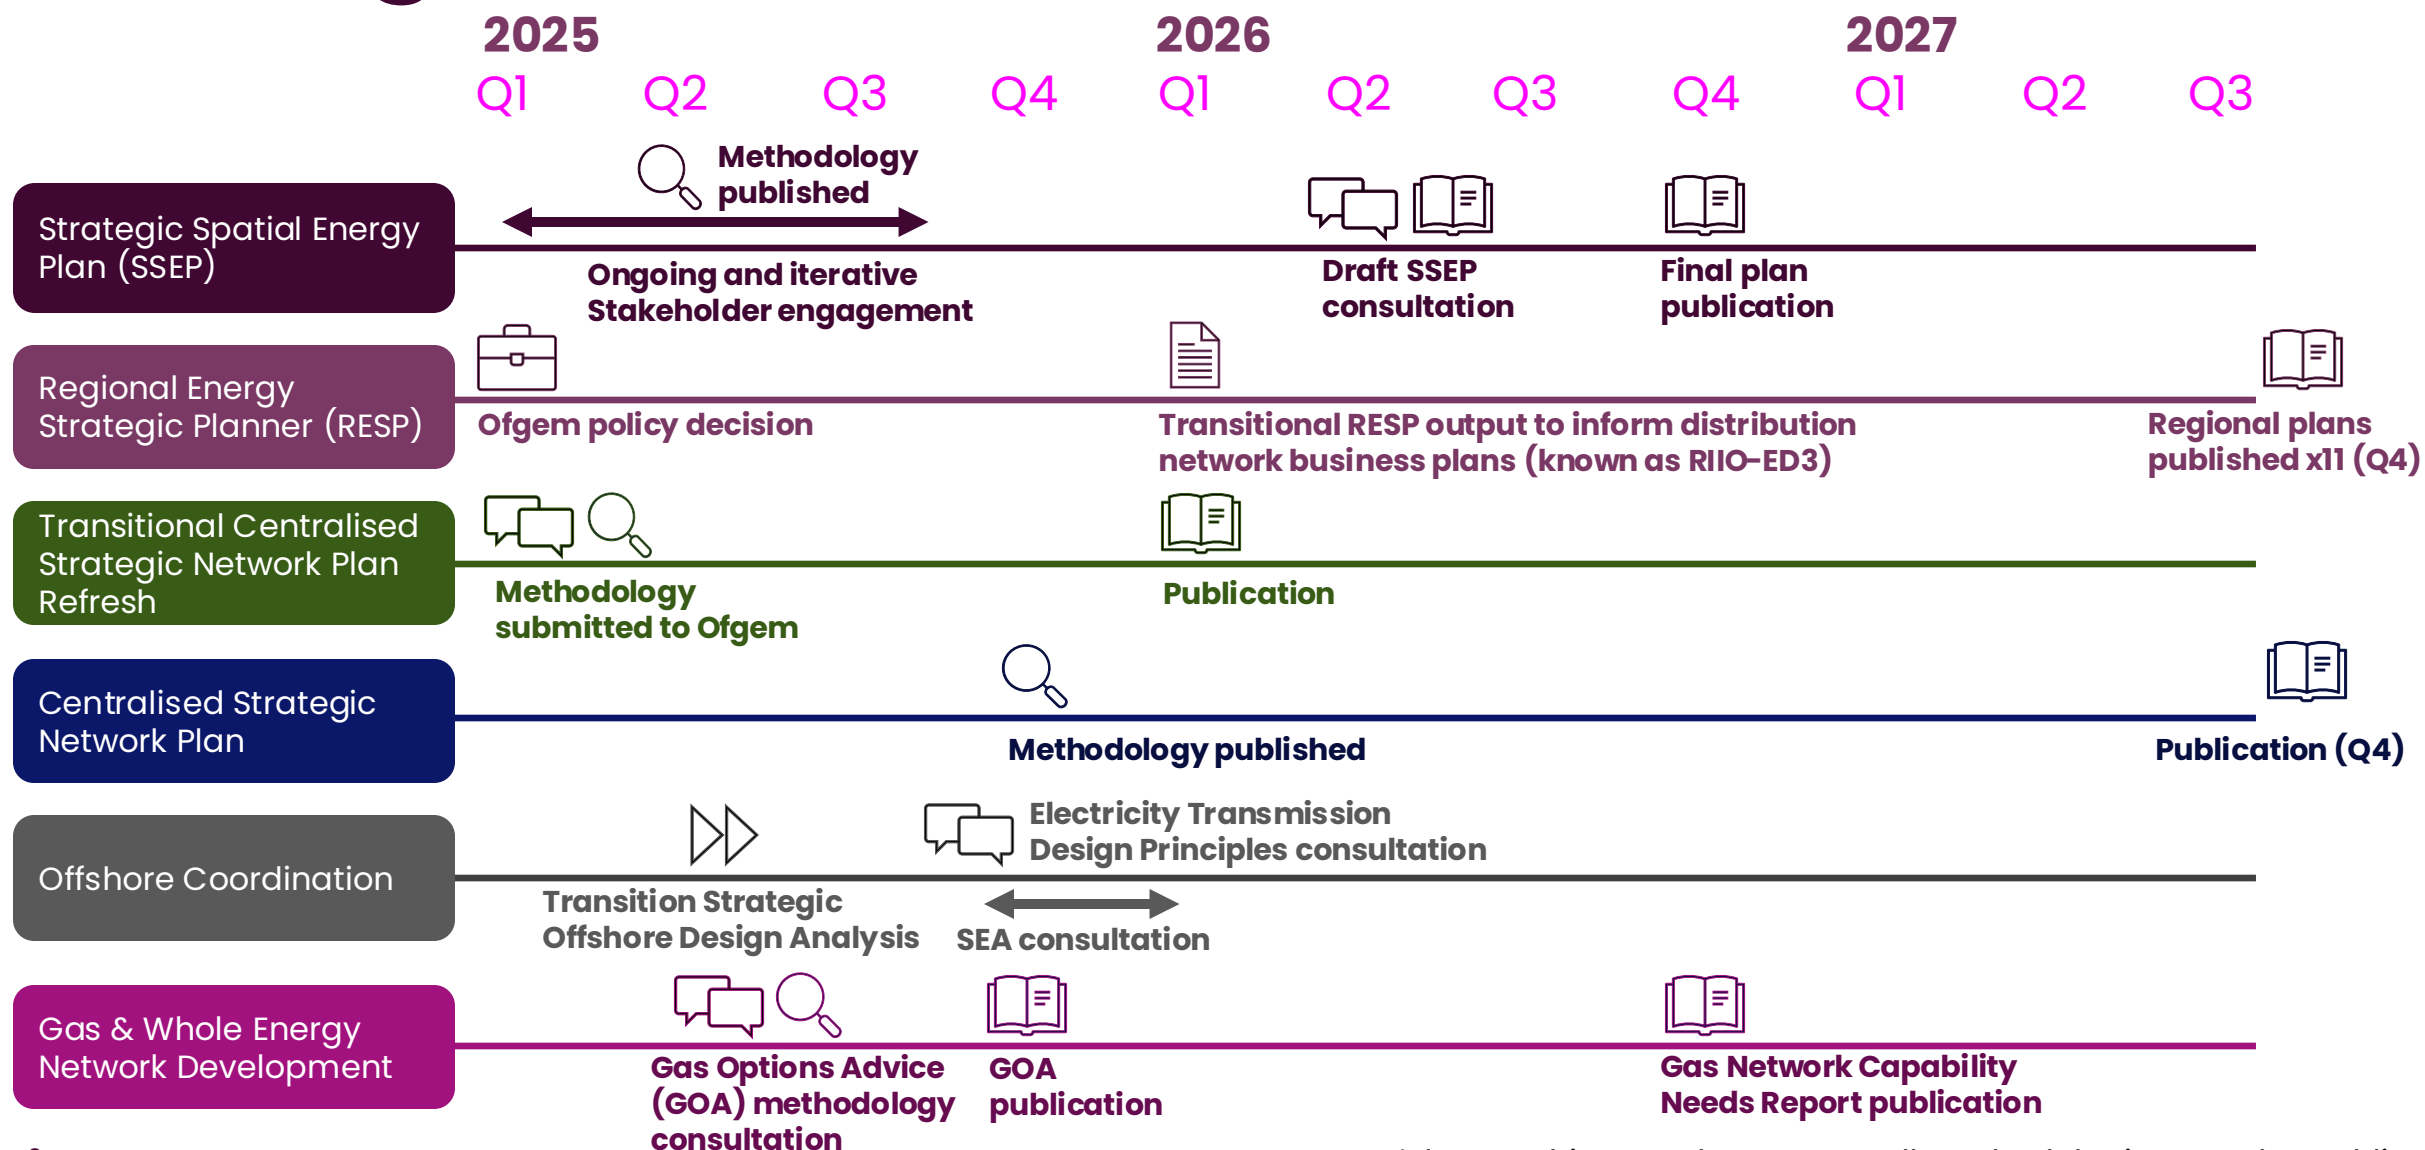 2025 2026 2027
Q1 Q2 Q3 Q4 Q1 Q2 Q3 Q4 Q1 Q2 Q3
Strategic Spatial Energy
Plan (SSEP)
Methodology
published
Ongoing and iterative
Stakeholder engagement
Draft SSEP
consultation
Final plan
publication
Regional Energy
Strategic Planner (RESP)
Ofgem policy decision
Transitional RESP output to inform distribution
network business plans (known as RIIO-ED3)
Regional plans
published x11 (Q4)
Transitional Centralised
Strategic Network Plan
Refresh
Methodology
submitted to Ofgem
Publication
Centralised Strategic
Network Plan
Methodology published
Publication (Q4)
Offshore Coordination
Transition Strategic
Offshore Design Analysis
Electricity Transmission
Design Principles consultation
SEA consultation
Gas & Whole Energy
Network Development
Gas Options Advice
(GOA) methodology
consultation
GOA
publication
Gas Network Capability
Needs Report publication